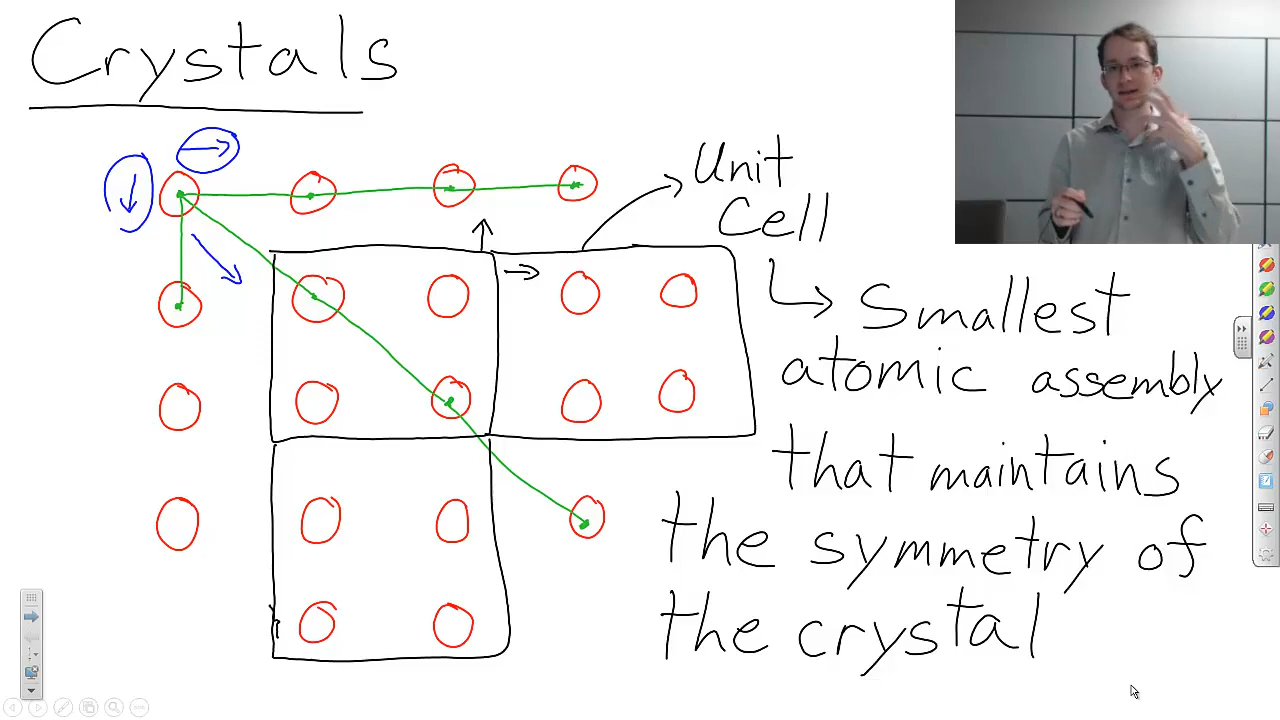 Crystals
Unit
Cell
Smallest
atomic assembly
that maintains
the symmetry of
the crystal